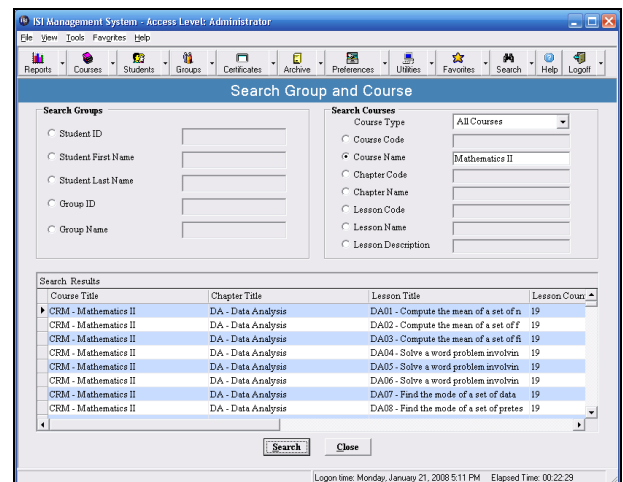 ISI Management System - Access Level: Administrator
File View Tools Favorites Help
Reports Courses Students Groups Certificates Archive Preferences Utilities Favorites Search Help Logoff
Search Group and Course
Search Groups
Student ID
Student First Name
Student Last Name
Group ID
Group Name
Search Courses
Course Type All Courses
Course Code
Course Name Mathematics II
Chapter Code
Chapter Name
Lesson Code
Lesson Name
Lesson Description
Search Results
Course Title Chapter Title Lesson Title Lesson Coun
CRM - Mathematics II DA - Data Analysis DA01 - Compute the mean of a set of n 19
CRM - Mathematics II DA - Data Analysis DA02 - Compute the mean of a set of f 19
CRM - Mathematics II DA - Data Analysis DA03 - Compute the mean of a set of fi 19
CRM - Mathematics II DA - Data Analysis DA04 - Solve a word problem involvin 19
CRM - Mathematics II DA - Data Analysis DA05 - Solve a word problem involvin 19
CRM - Mathematics II DA - Data Analysis DA06 - Solve a word problem involvin 19
CRM - Mathematics II DA - Data Analysis DA07 - Find the mode of a set of data 19
CRM - Mathematics II DA - Data Analysis DA08 - Find the mode of a set of pretes 19
Search Close
Logon time: Monday, January 21, 2008 5:11 PM Elapsed Time: 00:22:29